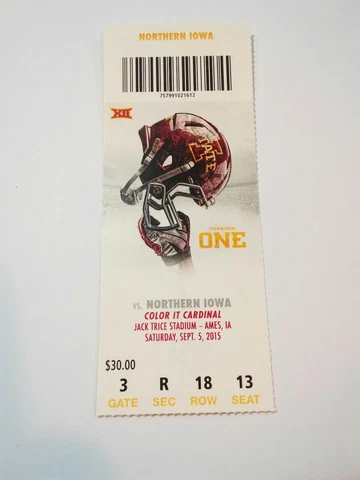 NORTHERN IOWA
757991021612
XII
STATE
FOREVER
ONE
VS. NORTHERN IOWA
COLOR IT CARDINAL
JACK TRICE STADIUM - AMES, IA
SATURDAY, SEPT. 5, 2015
$30.00
3 R 18 13
GATE SEC ROW SEAT